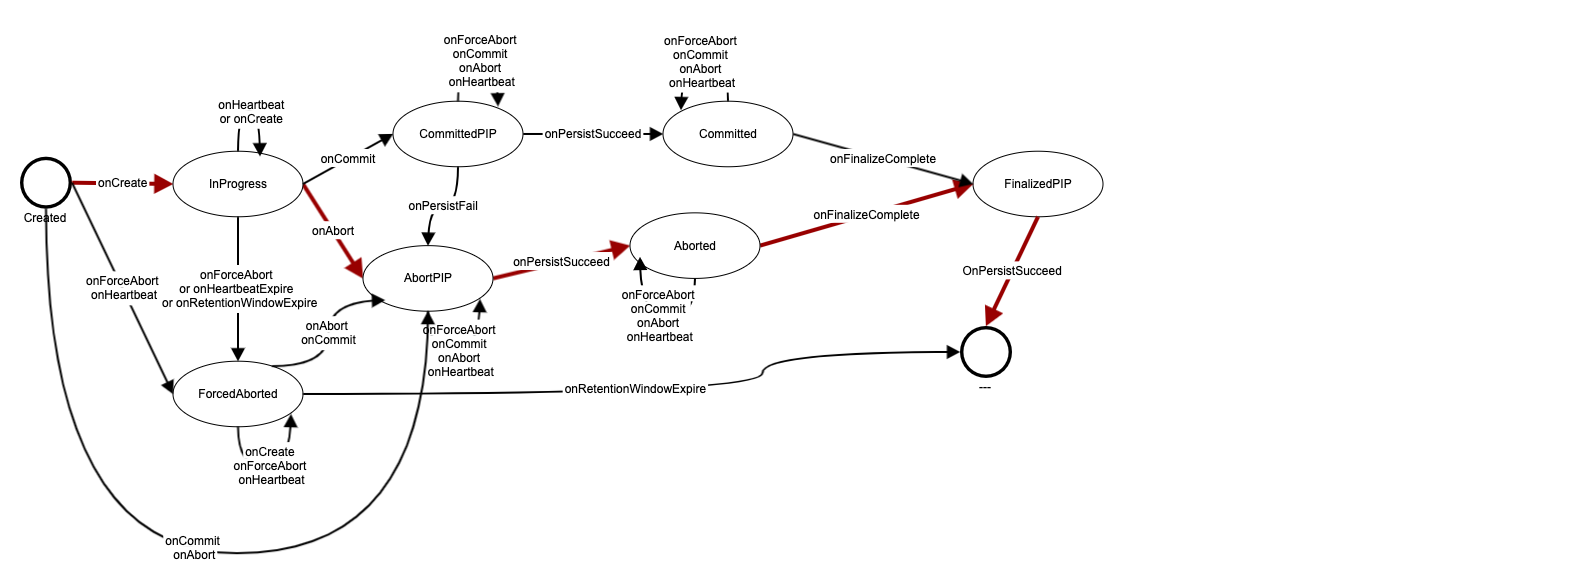 onForceAbort
onCommit
onAbort
onHeartbeat
onForceAbort
onCommit
onAbort
onHeartbeat
onHeartbeat
or onCreate
CommittedPIP
onPersistSucceed
Committed
onCommit
onFinalizeComplete
onCreate
InProgress
FinalizedPIP
Created
onPersistFail
onAbort
onFinalizeComplete
Aborted
onPersistSucceed
OnPersistSucceed
onForceAbort
onHeartbeat
onForceAbort
or onHeartbeatExpire
or onRetentionWindowExpire
AbortPIP
onForceAbort
onCommit
onAbort
onHeartbeat
onAbort
onCommit
onForceAbort
onCommit
onAbort
onHeartbeat
---
ForcedAborted
onRetentionWindowExpire
onCreate
onForceAbort
onHeartbeat
onCommit
onAbort